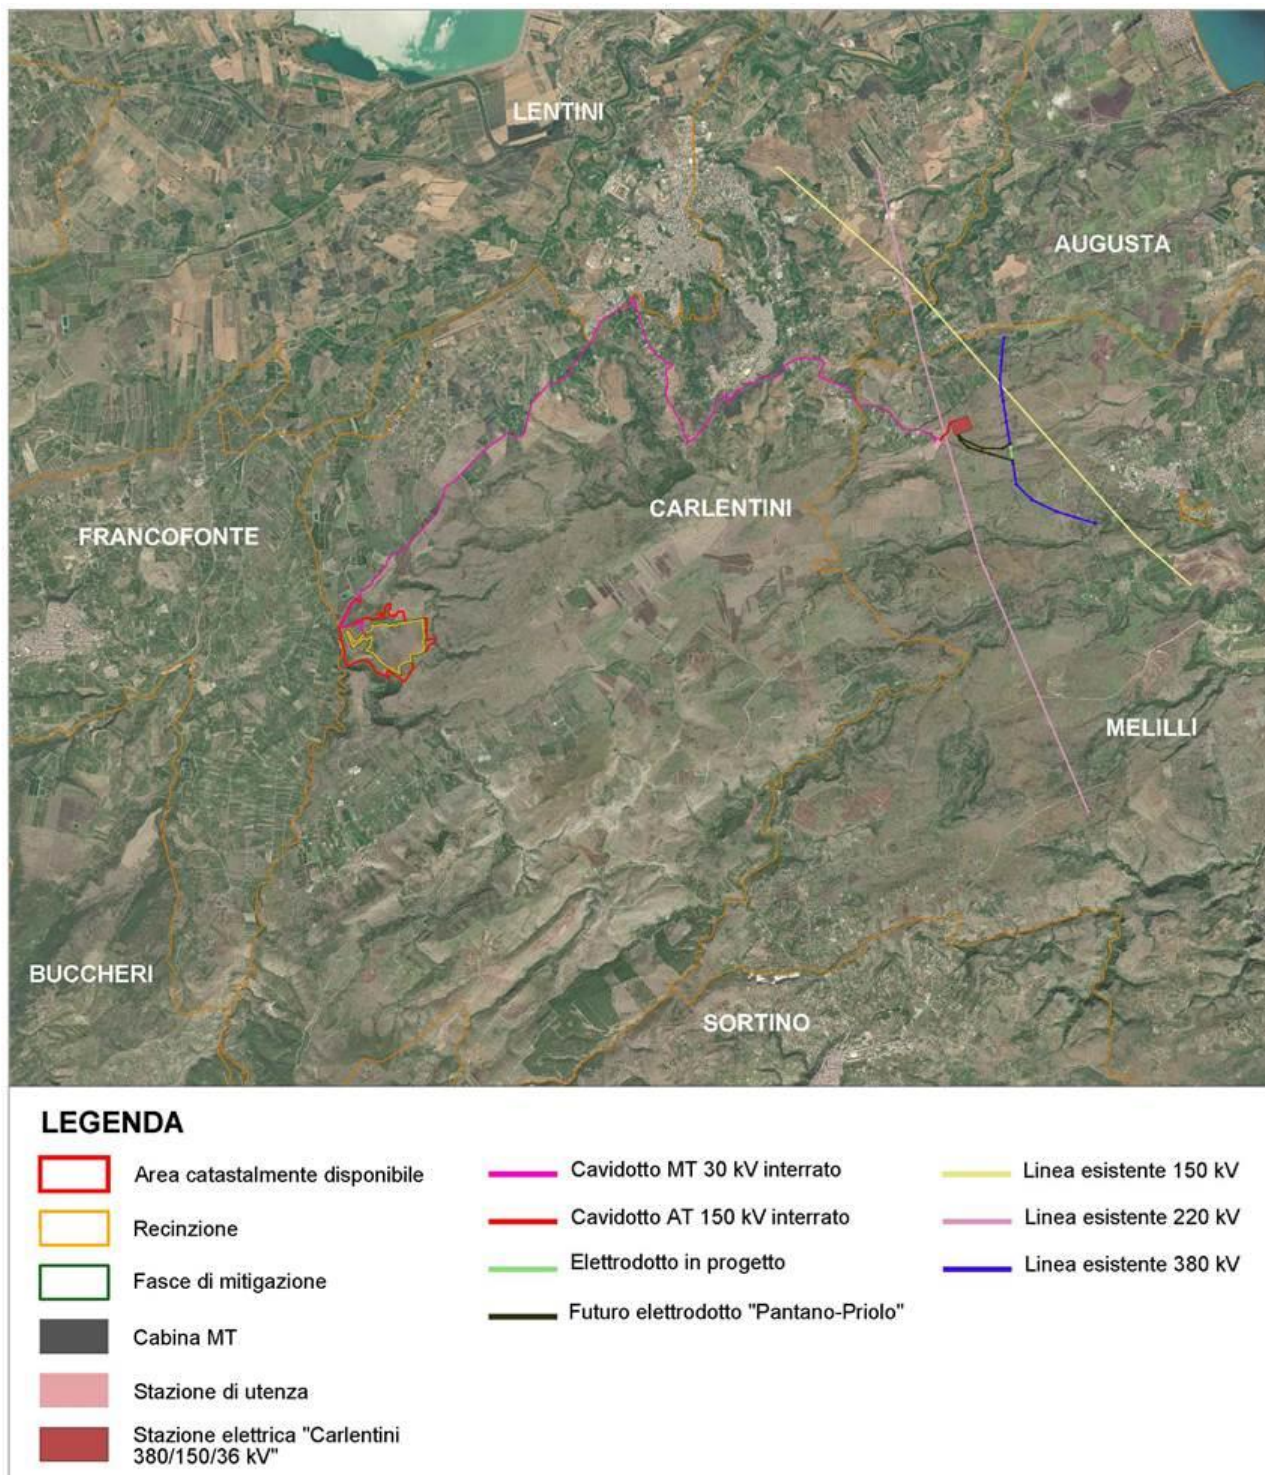 LENTINI
AUGUSTA
CARLENTINI
FRANCOFONTE
MELILLI
BUCCHERI
SORTINO
LEGENDA
Area catastalmente disponibile
Recinzione
Fasce di mitigazione
Cabina MT
Stazione di utenza
Stazione elettrica "Carlentini
380/150/36 kV"
Cavidotto MT 30 kV interrato
Cavidotto AT 150 kV interrato
Elettrodotto in progetto
Futuro elettrodotto "Pantano-Priolo"
Linea esistente 150 kV
Linea esistente 220 kV
Linea esistente 380 kV